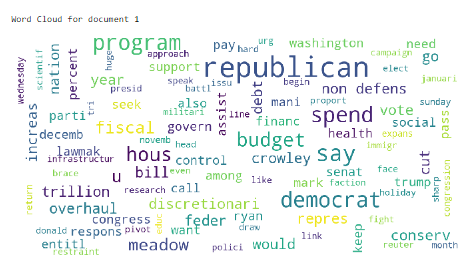 Word Cloud for document 1
program pay urg washington need
hard campaign
approach
huge
scientif
nation
percent
wednesday
support go
republican
year presid speak battl issu begin elect januari
non defens
debt
increas
seek also militari line mani proport sunday
tri
assist
spend vote
parti
fiscal govern financ social pass
decemb novemb head budget health expans
lawmak hous control immigr
infrastructur crowley senat cut
brace u bill even among like mark face trump
faction
trillion research call democrat holiday sharp congression
return
overhaul discretionari repres fight
educ
congress feder ryan
donald respons pivot want draw link keep conserv
entitl meadow would reuter month
restraint polici